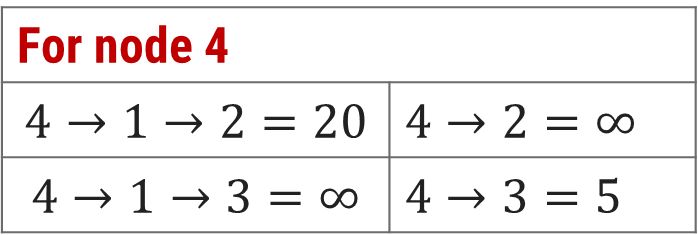 For node 4
4 → 1 → 2 = 20 4 → 2 = ∞
4 → 1 → 3 = ∞ 4 → 3 = 5